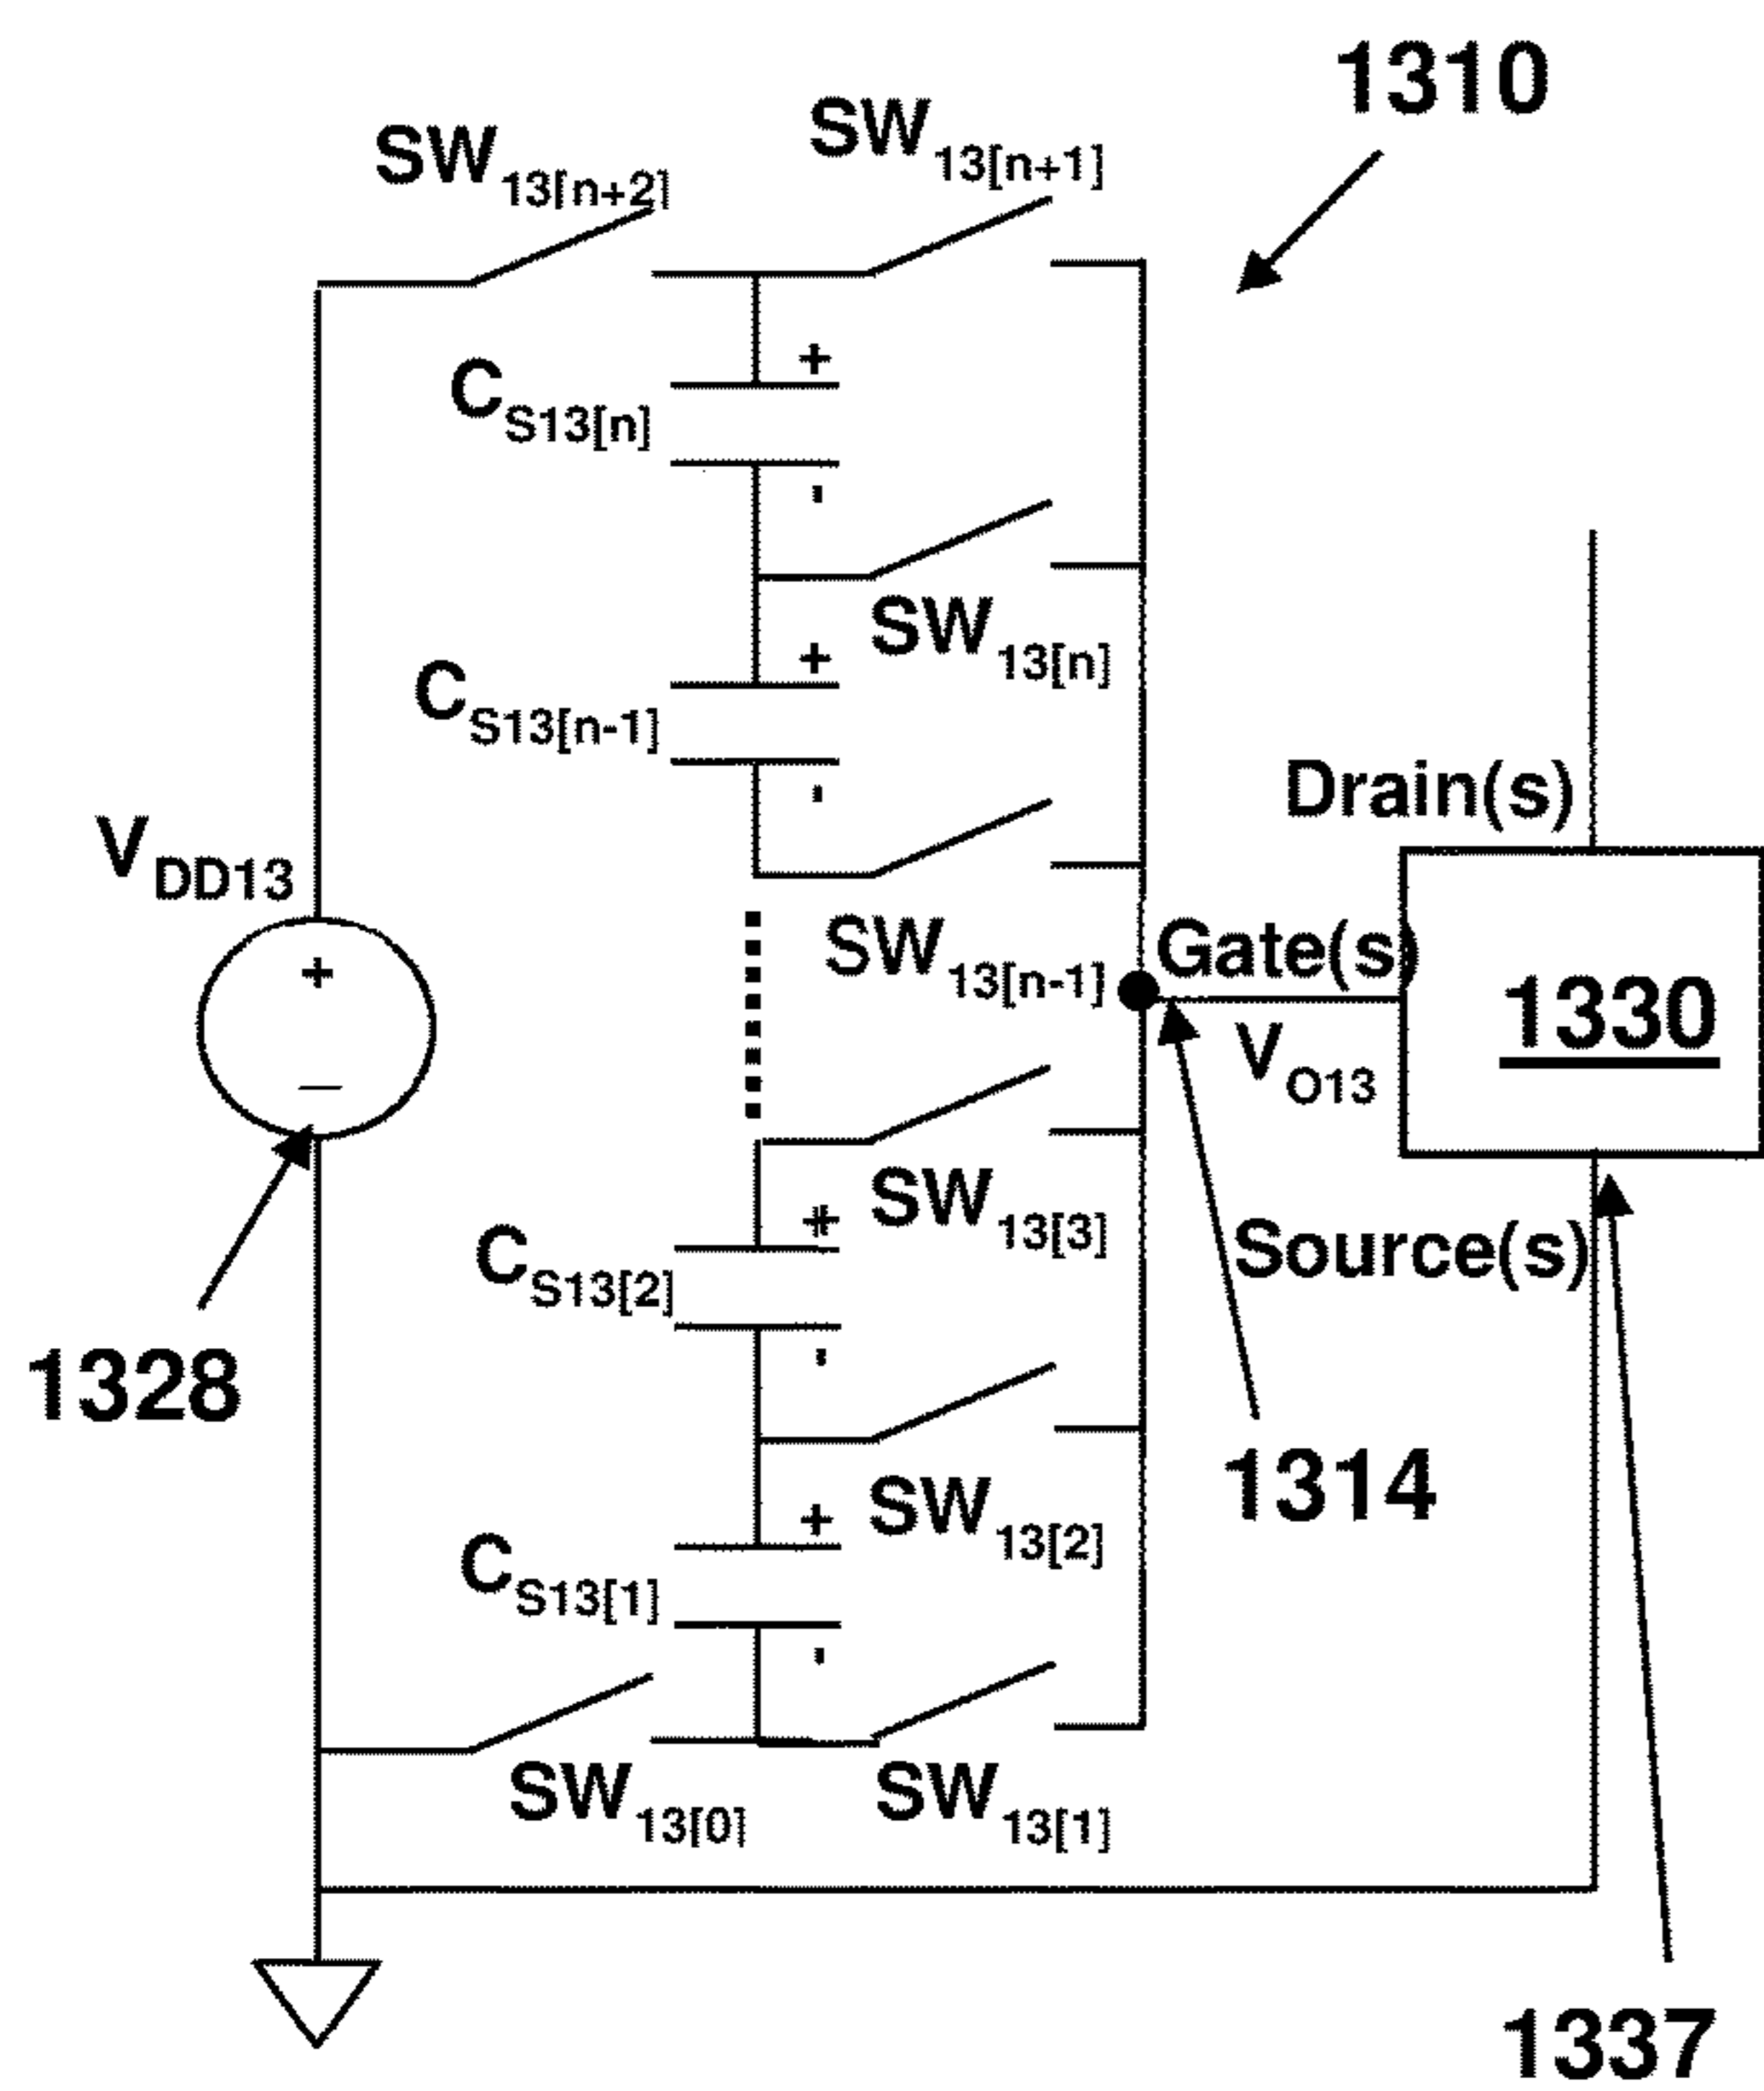 1310
SW13[n+2]
SW13[n+1]
+
CS13[n]
-
SW13[n]
+
CS13[n-1]
-
Drain(s)
VDD13
SW13[n-1]
Gate(s)
+
1330
VO13
−
SW13[3]
+
CS13[2]
Source(s)
-
1328
1314
SW13[2]
+
CS13[1]
-
SW13[0]
SW13[1]
1337